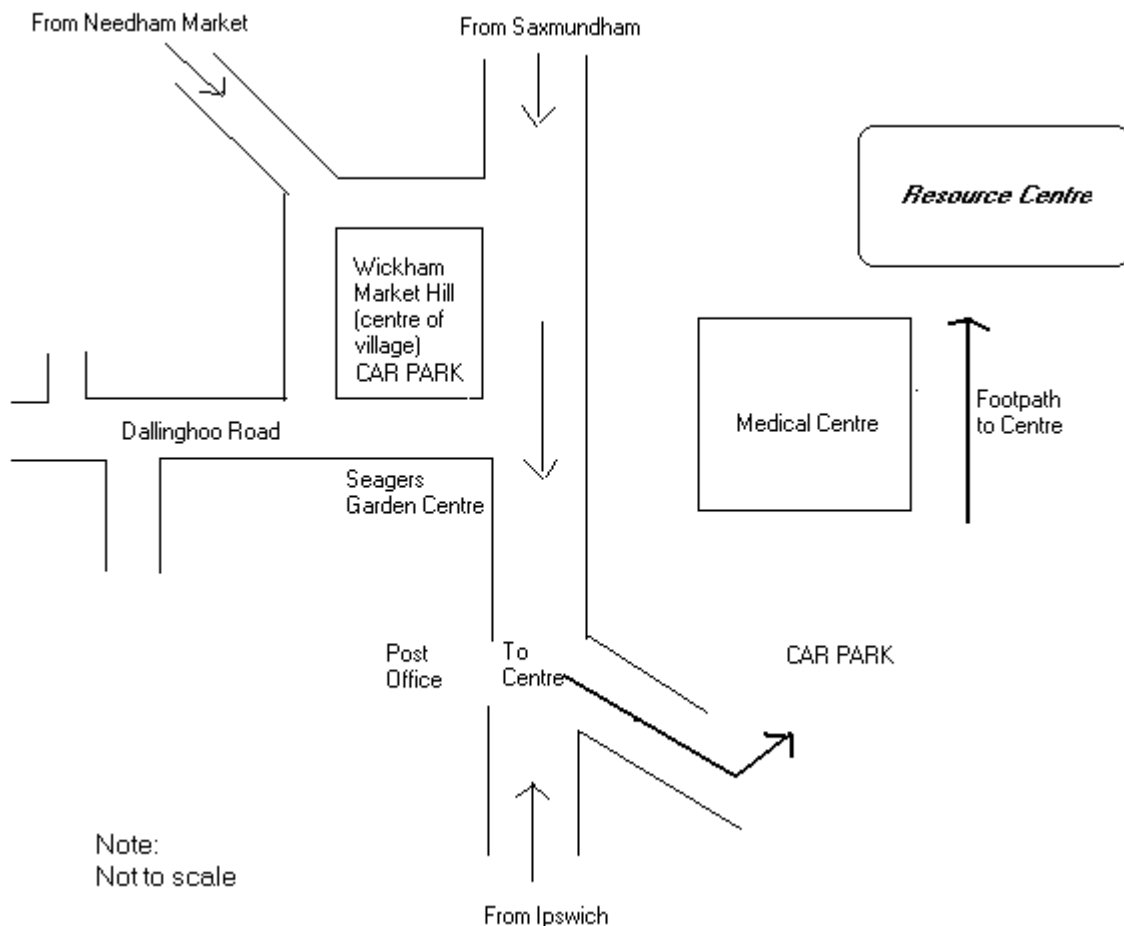 From Needham Market
From Saxmundham
Resource Centre
Wickham
Market Hill
(centre of
village)
CAR PARK
Medical Centre
Footpath
to Centre
Dallinghoo Road
Seagers
Garden Centre
Post
Office
To
Centre
CAR PARK
Note:
Not to scale
From Ipswich